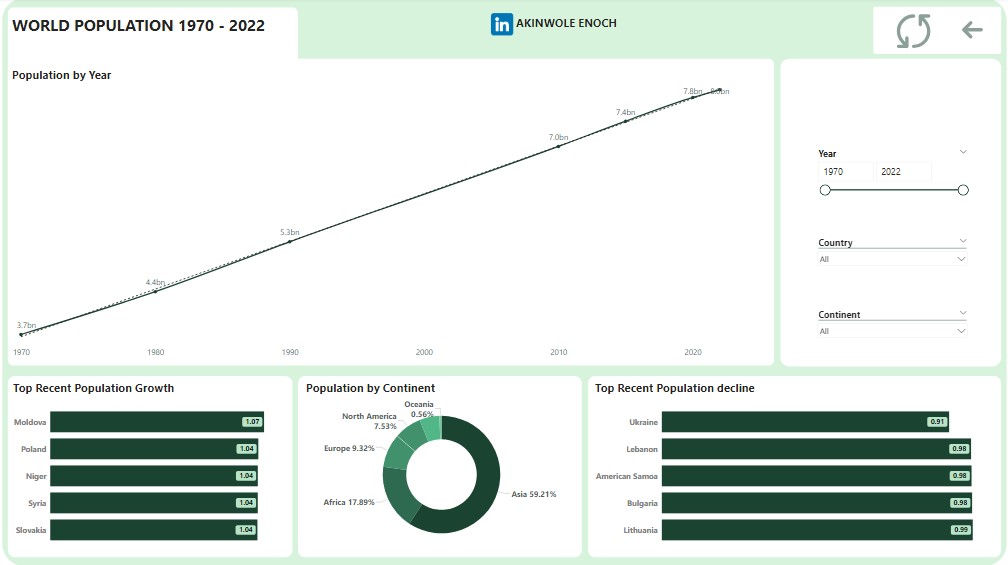 WORLD POPULATION 1970 - 2022
in AKINWOLE ENOCH
Population by Year
3.7bn
4.4bn
5.3bn
7.0bn
7.4bn
7.8bn
1970
1980
1990
2000
2010
2020
Year
1970 2022
Country
All
Continent
All
Top Recent Population Growth
Moldova 1.07
Poland 1.04
Niger 1.04
Syria 1.04
Slovakia 1.04
Population by Continent
Oceania
0.56%
North America
7.53%
Europe 9.32%
Africa 17.89%
Asia 59.21%
Top Recent Population decline
Ukraine 0.91
Lebanon 0.98
American Samoa 0.98
Bulgaria 0.98
Lithuania 0.99